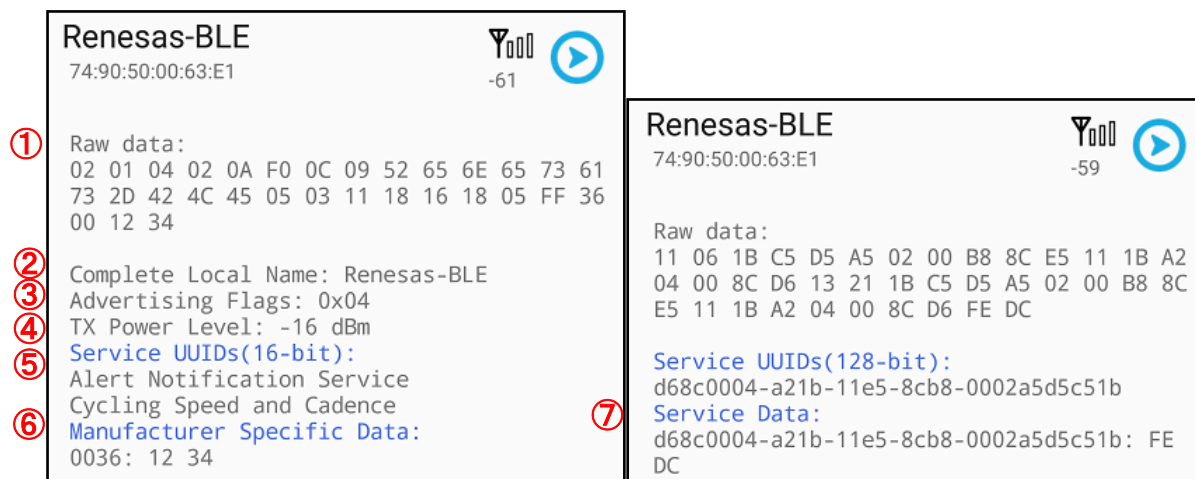 Renesas-BLE
74:90:50:00:63:E1
-61
① Raw data:
02 01 04 02 0A F0 0C 09 52 65 6E 65 73 61
73 2D 42 4C 45 05 03 11 18 16 18 05 FF 36
00 12 34
② Complete Local Name: Renesas-BLE
③ Advertising Flags: 0x04
④ TX Power Level: -16 dBm
⑤ Service UUIDs(16-bit):
Alert Notification Service
Cycling Speed and Cadence
⑥ Manufacturer Specific Data:
0036: 12 34
Renesas-BLE
74:90:50:00:63:E1
-59
Raw data:
11 06 1B C5 D5 A5 02 00 B8 8C E5 11 1B A2
04 00 8C D6 13 21 1B C5 D5 A5 02 00 B8 8C
E5 11 1B A2 04 00 8C D6 FE DC
Service UUIDs(128-bit):
d68c0004-a21b-11e5-8cb8-0002a5d5c51b
⑦ Service Data:
d68c0004-a21b-11e5-8cb8-0002a5d5c51b: FE
DC